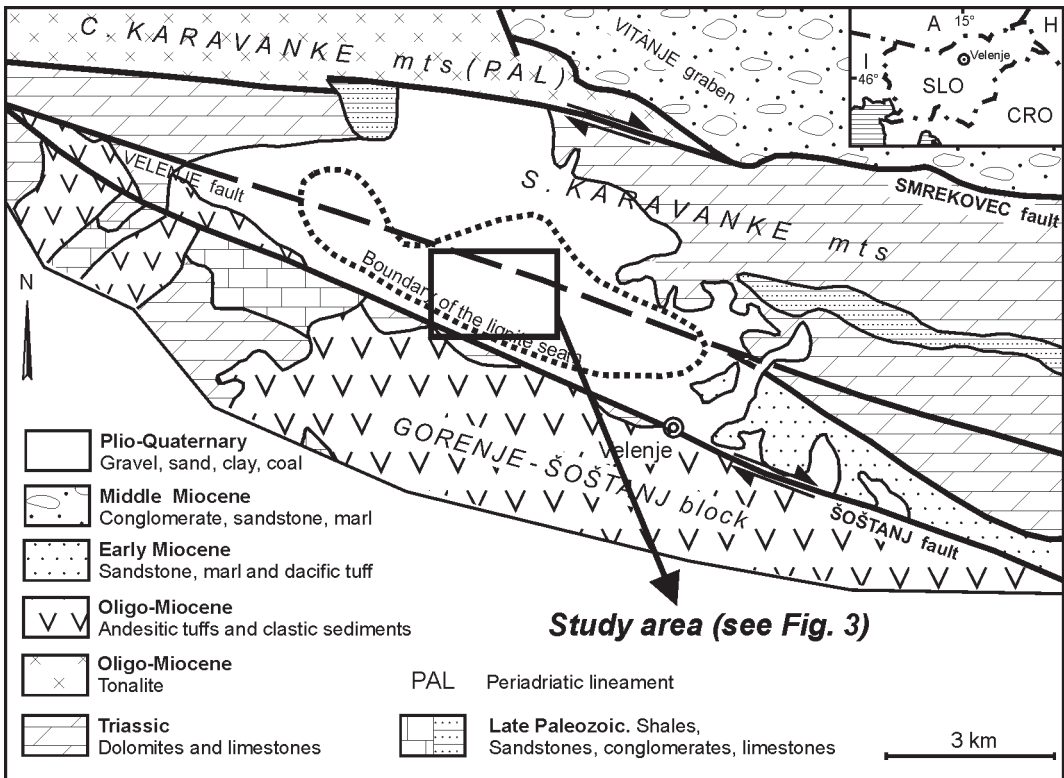 C. KARAVANKE mts (PAL)
VITANJE graben
A 15° H
Velenje
I 46° SLO
CRO
VELENJE fault
S. KARAVANKE mts
SMREKOVEC fault
N
Boundary of the lignite seam
GORENJE-ŠOŠTANJ block
Velenje
ŠOŠTANJ fault
Study area (see Fig. 3)
Plio-Quaternary
Gravel, sand, clay, coal
Middle Miocene
Conglomerate, sandstone, marl
Early Miocene
Sandstone, marl and dacific tuff
Oligo-Miocene
Andesitic tuffs and clastic sediments
Oligo-Miocene
Tonalite
Triassic
Dolomites and limestones
PAL Periadriatic lineament
Late Paleozoic. Shales,
Sandstones, conglomerates, limestones
3 km